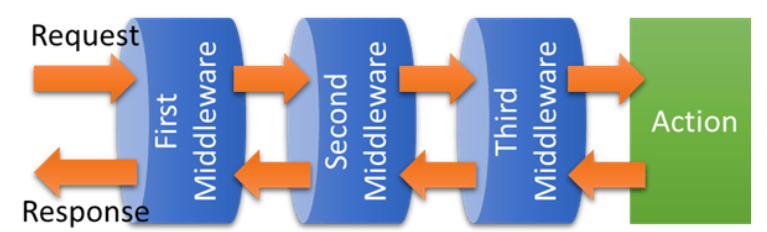 Request
First
Middleware
Second
Middleware
Third
Middleware
Action
Response